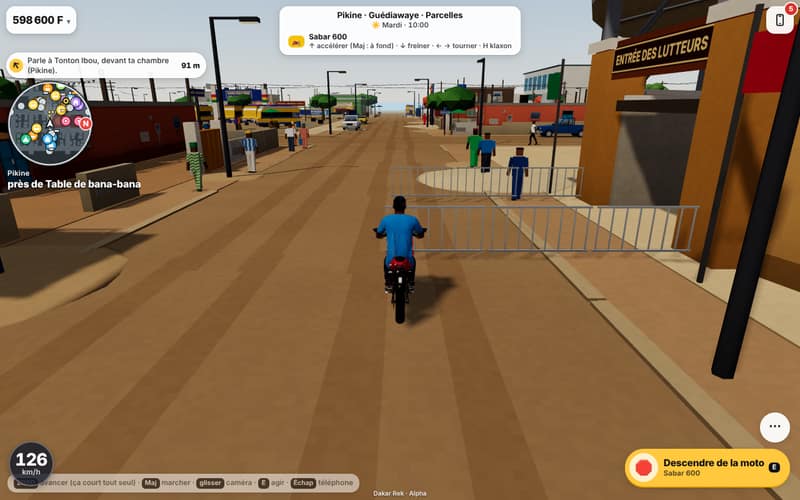 598 600 F
Pikine · Guédiawaye · Parcelles
Mardi · 10:00
Sabar 600
↑ accélérer (Maj : à fond) · ↓ freiner · ← → tourner · H klaxon
5
ENTRÉE DES LUTTEURS
Parle à Tonton Ibou, devant ta chambre
(Pikine).
91 m
N
Pikine
près de Table de bana-bana
126
km/h
avancer (ça court tout seul) · Maj marcher · glisser caméra · E agir · Échap téléphone
Descendre de la moto
Sabar 600
E
Dakar Rek · Alpha